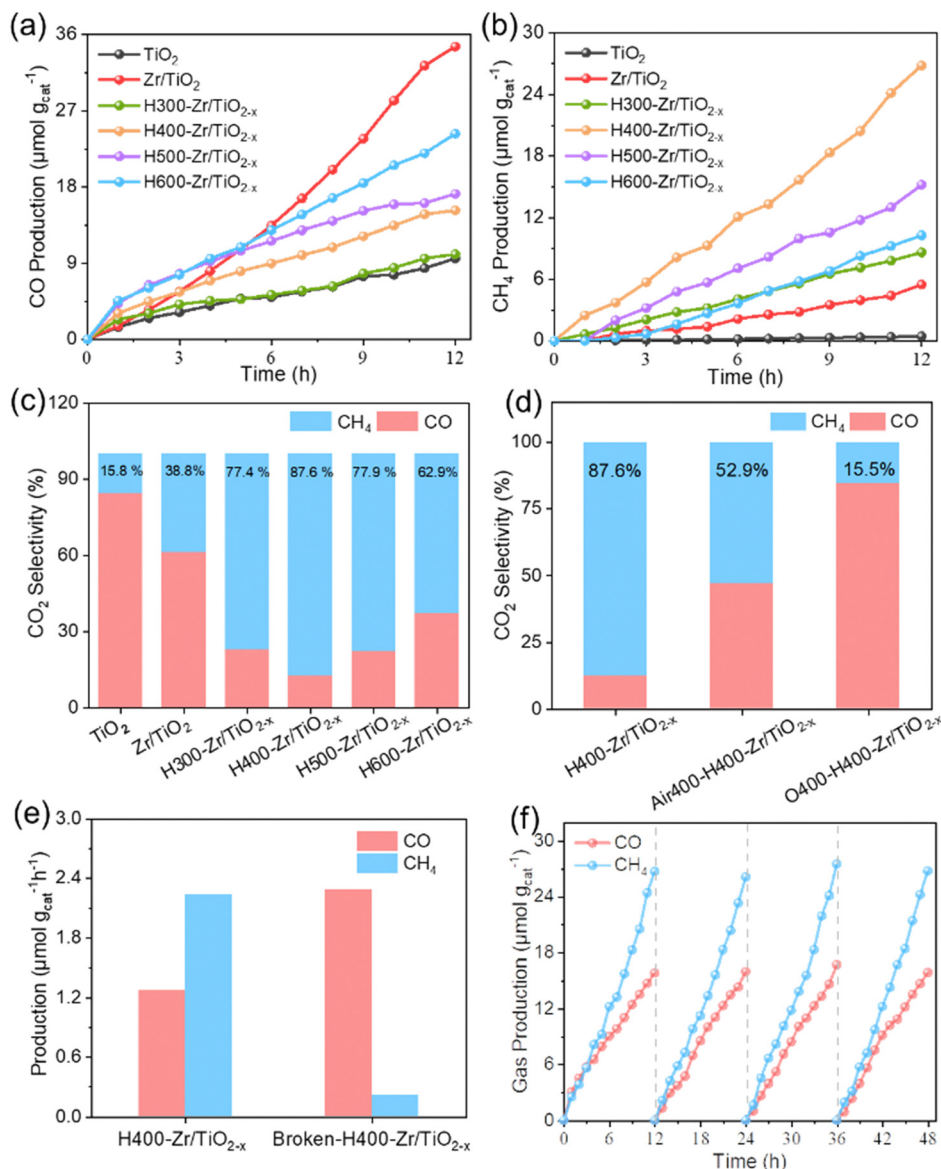 (a)
CO Production (μmol g_cat⁻¹)
36
27
18
9
0
TiO₂
Zr/TiO₂
H300-Zr/TiO₂₋ₓ
H400-Zr/TiO₂₋ₓ
H500-Zr/TiO₂₋ₓ
H600-Zr/TiO₂₋ₓ
0 3 6 9 12
Time (h)
(b)
CH₄ Production (μmol g_cat⁻¹)
30
24
18
12
6
0
TiO₂
Zr/TiO₂
H300-Zr/TiO₂₋ₓ
H400-Zr/TiO₂₋ₓ
H500-Zr/TiO₂₋ₓ
H600-Zr/TiO₂₋ₓ
0 3 6 9 12
Time (h)
(c)
CO₂ Selectivity (%)
120
90
60
30
0
CH₄ CO
15.8 % 38.8% 77.4 % 87.6 % 77.9 % 62.9%
TiO₂
Zr/TiO₂
H300-Zr/TiO₂₋ₓ
H400-Zr/TiO₂₋ₓ
H500-Zr/TiO₂₋ₓ
H600-Zr/TiO₂₋ₓ
(d)
CO₂ Selectivity (%)
100
75
50
25
0
CH₄ CO
87.6% 52.9% 15.5%
H400-Zr/TiO₂₋ₓ
Air400-H400-Zr/TiO₂₋ₓ
O400-H400-Zr/TiO₂₋ₓ
(e)
Production (μmol g_cat⁻¹h⁻¹)
3.0
2.4
1.8
1.2
0.6
0.0
CO
CH₄
H400-Zr/TiO₂₋ₓ Broken-H400-Zr/TiO₂₋ₓ
(f)
Gas Production (μmol g_cat⁻¹)
30
24
18
12
6
0
CO
CH₄
0 6 12 18 24 30 36 42 48
Time (h)